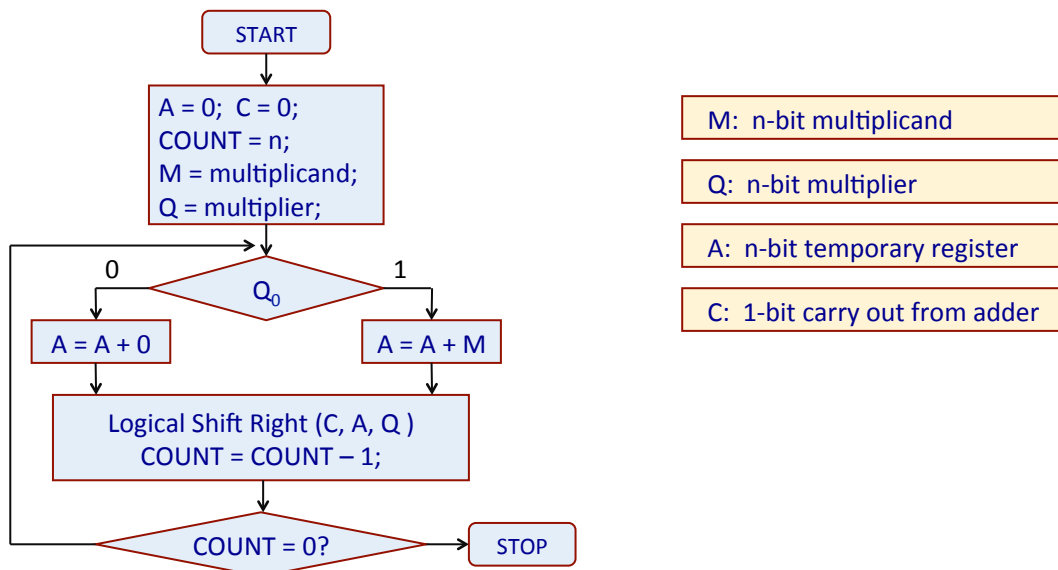 START
A = 0; C = 0;
COUNT = n;
M = multiplicand;
Q = multiplier;
0
1
Q₀
A = A + 0
A = A + M
Logical Shift Right (C, A, Q )
COUNT = COUNT – 1;
COUNT = 0?
STOP
M: n-bit multiplicand
Q: n-bit multiplier
A: n-bit temporary register
C: 1-bit carry out from adder